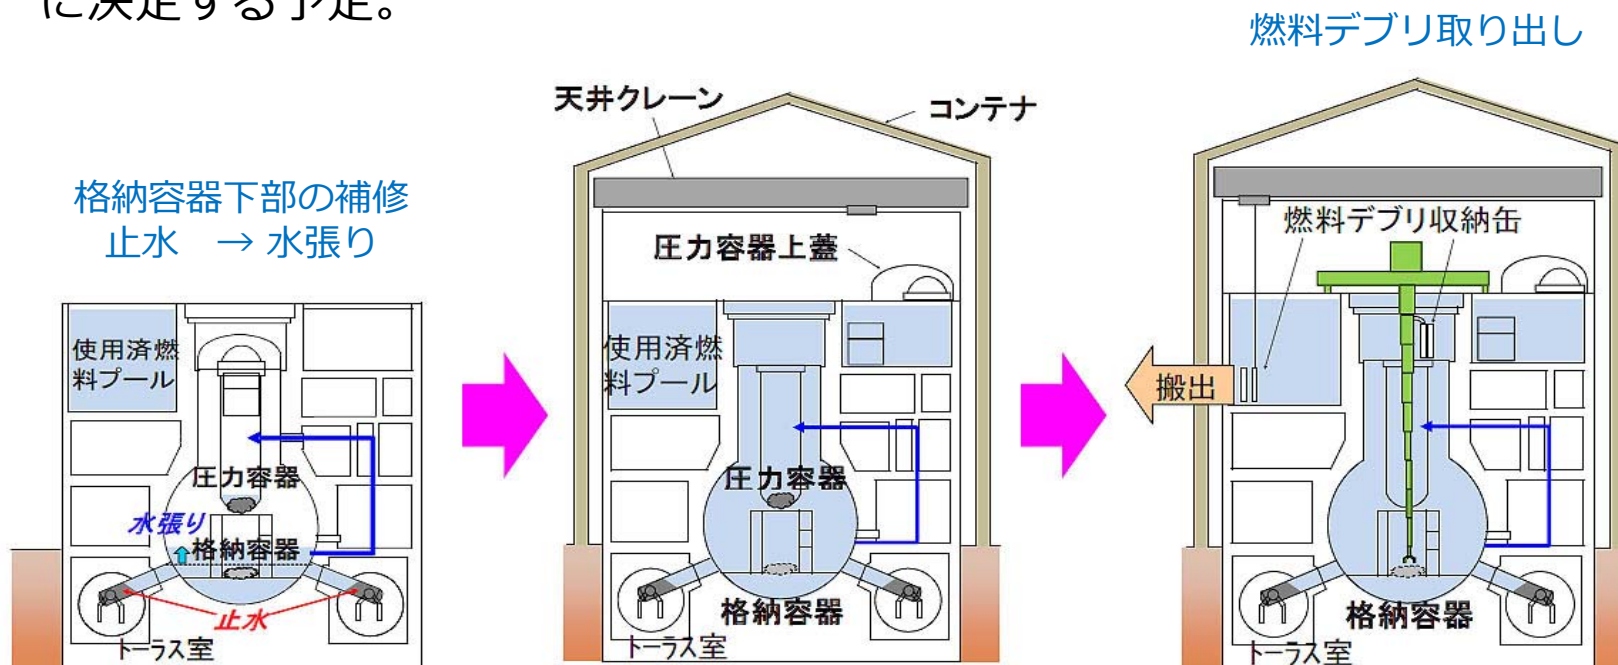 に決定する予定。
燃料デブリ取り出し
格納容器下部の補修
止水　→ 水張り
使用済燃
料プール
圧力容器
水張り
格納容器
止水
トーラス室
天井クレーン
コンテナ
圧力容器上蓋
使用済燃
料プール
圧力容器
格納容器
トーラス室
燃料デブリ収納缶
搬出
格納容器
トーラス室